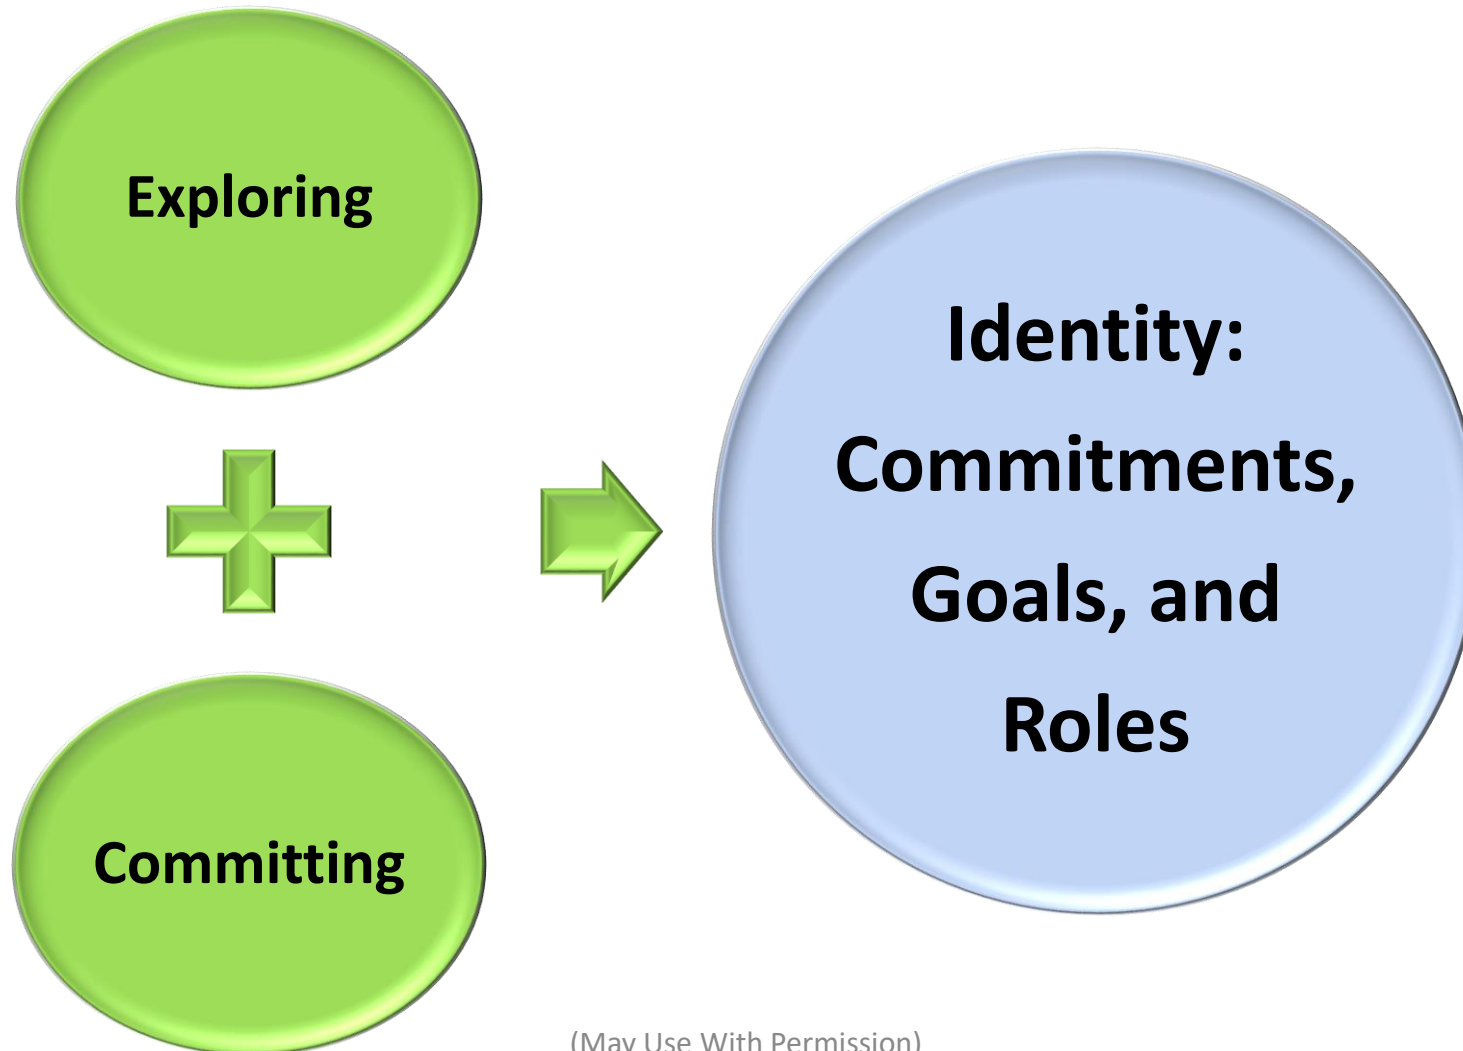 Exploring
Identity:
Commitments,
Goals, and
Roles
Committing
(May Use With Permission)